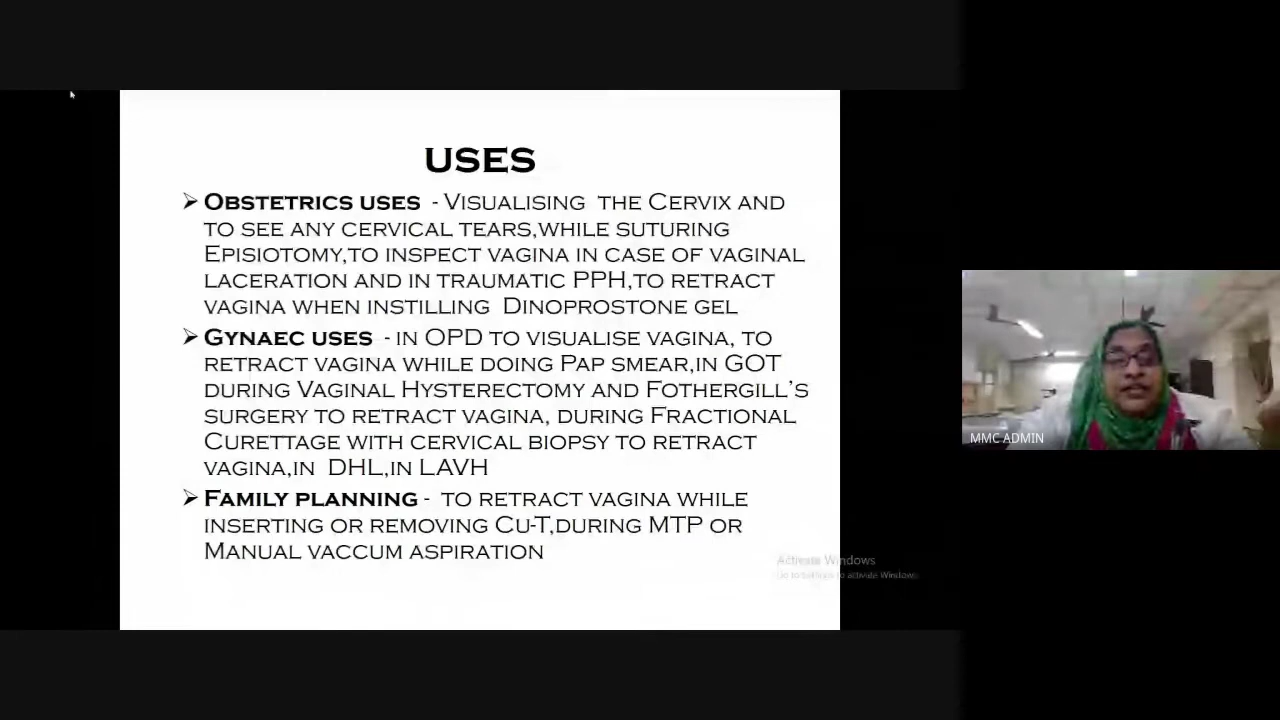 USES
➢ OBSTETRICS USES - VISUALISING THE CERVIX AND
TO SEE ANY CERVICAL TEARS,WHILE SUTURING
EPISIOTOMY,TO INSPECT VAGINA IN CASE OF VAGINAL
LACERATION AND IN TRAUMATIC PPH,TO RETRACT
VAGINA WHEN INSTILLING DINOPROSTONE GEL
➢ GYNAEC USES - IN OPD TO VISUALISE VAGINA, TO
RETRACT VAGINA WHILE DOING PAP SMEAR,IN GOT
DURING VAGINAL HYSTERECTOMY AND FOTHERGILL'S
SURGERY TO RETRACT VAGINA, DURING FRACTIONAL
CURETTAGE WITH CERVICAL BIOPSY TO RETRACT
VAGINA,IN DHL,IN LAVH
➢ FAMILY PLANNING - TO RETRACT VAGINA WHILE
INSERTING OR REMOVING CU-T,DURING MTP OR
MANUAL VACCUM ASPIRATION
Activate Windows
Go to Settings to activate Windows.
MMC ADMIN